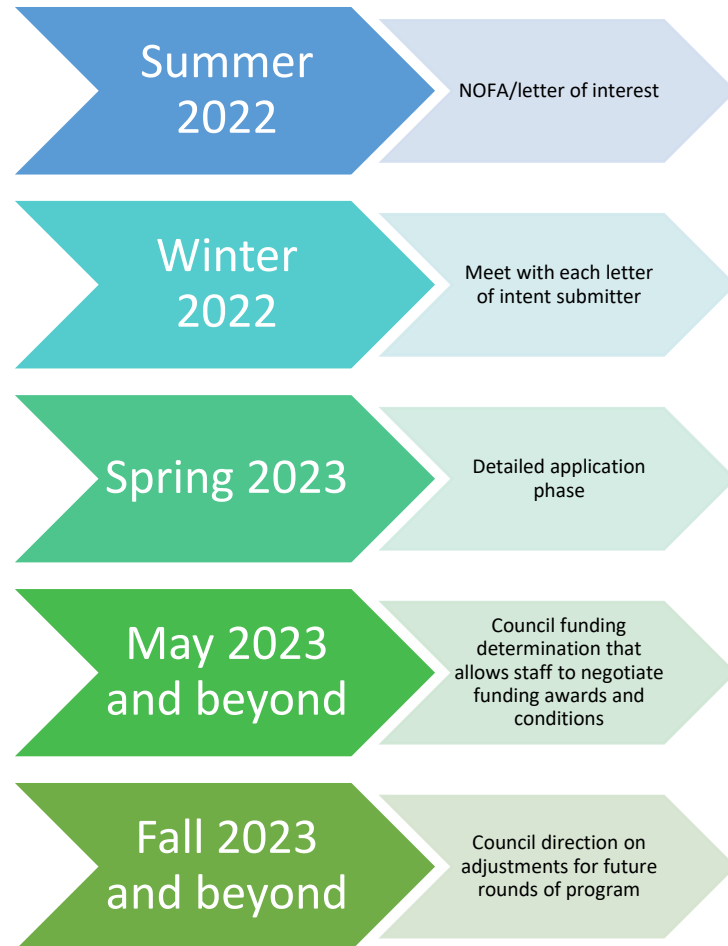 Summer
2022
NOFA/letter of interest
Winter
2022
Meet with each letter
of intent submitter
Spring 2023
Detailed application
phase
May 2023
and beyond
Council funding
determination that
allows staff to negotiate
funding awards and
conditions
Fall 2023
and beyond
Council direction on
adjustments for future
rounds of program